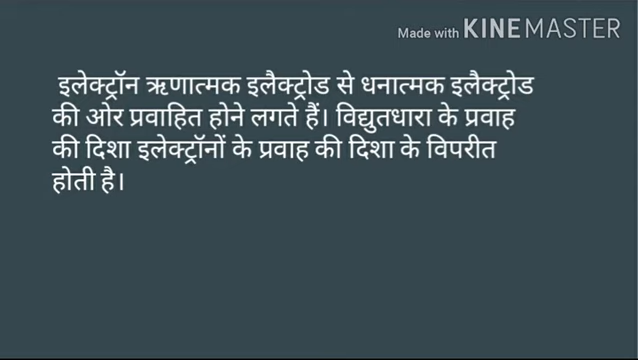 Made with KINEMASTER
इलेक्ट्रॉन ऋणात्मक इलैक्ट्रोड से धनात्मक इलैक्ट्रोड
की ओर प्रवाहित होने लगते हैं। विद्युतधारा के प्रवाह
की दिशा इलेक्ट्रॉनों के प्रवाह की दिशा के विपरीत
होती है।